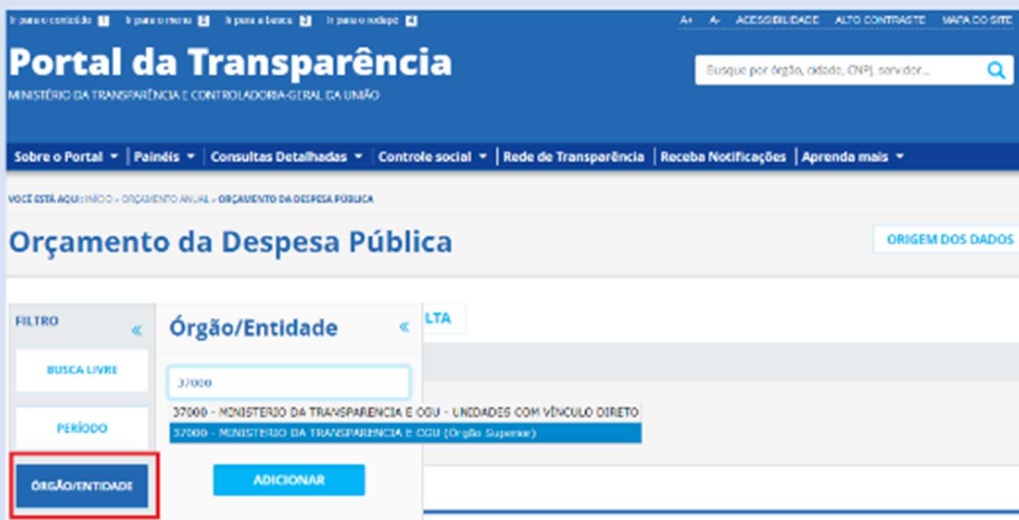 Ir para o conteúdo 1 Ir para o menu 2 Ir para a busca 3 Ir para o rodapé 4
A+ A- ACESSIBILIDADE ALTO CONTRASTE MAPA DO SITE
Portal da Transparência
Busque por órgão, cidade, CNPJ, servidor...
MINISTÉRIO DA TRANSPARÊNCIA E CONTROLADORIA-GERAL DA UNIÃO
Sobre o Portal Painéis Consultas Detalhadas Controle social Rede de Transparência Receba Notificações Aprenda mais
VOCÊ ESTÁ AQUI: INÍCIO » ORÇAMENTO ANUAL » ORÇAMENTO DA DESPESA PÚBLICA
Orçamento da Despesa Pública
ORIGEM DOS DADOS
FILTRO «
Órgão/Entidade «
LTA
BUSCA LIVRE
37000
37000 - MINISTERIO DA TRANSPARENCIA E CGU - UNIDADES COM VÍNCULO DIRETO
PERÍODO
37000 - MINISTERIO DA TRANSPARENCIA E CGU (Órgão Superior)
ÓRGÃO/ENTIDADE
ADICIONAR